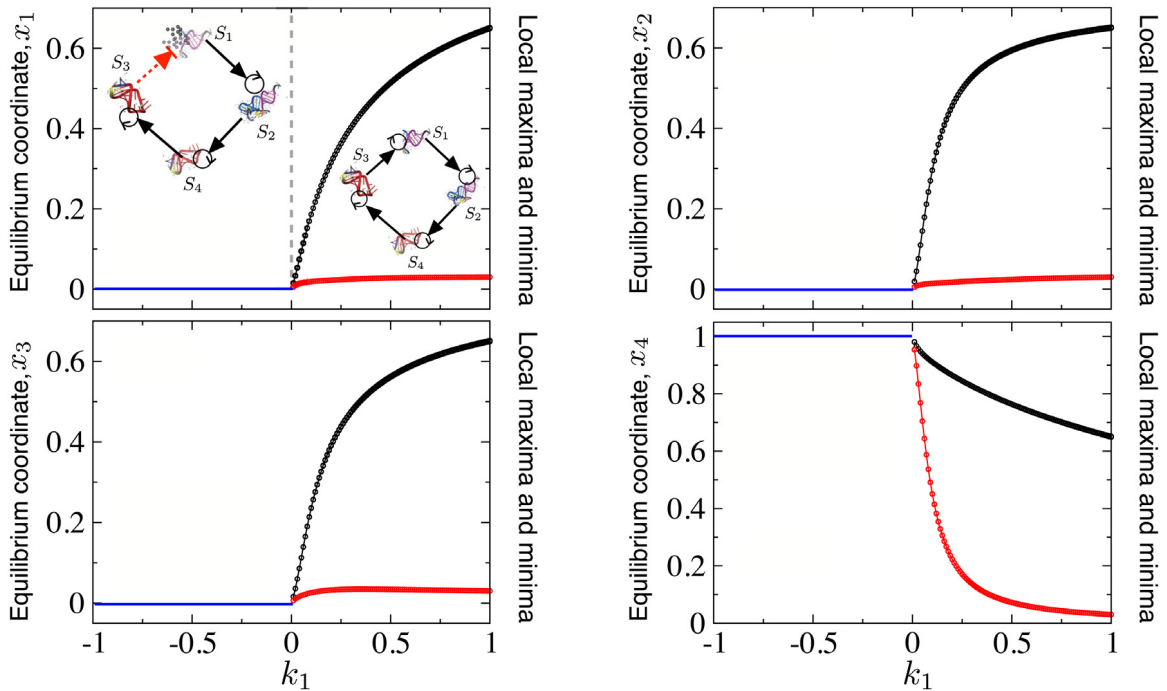 Equilibrium coordinate, x₁
0.6
0.4
0.2
0
S₁
S₃
S₂
S₄
S₁
S₃
S₂
S₄
Local maxima and minima
Equilibrium coordinate, x₂
0.6
0.4
0.2
0
Local maxima and minima
Equilibrium coordinate, x₃
0.6
0.4
0.2
0
-1
-0.5
0
0.5
1
k₁
Local maxima and minima
Equilibrium coordinate, x₄
1
0.8
0.6
0.4
0.2
0
-1
-0.5
0
0.5
1
k₁
Local maxima and minima